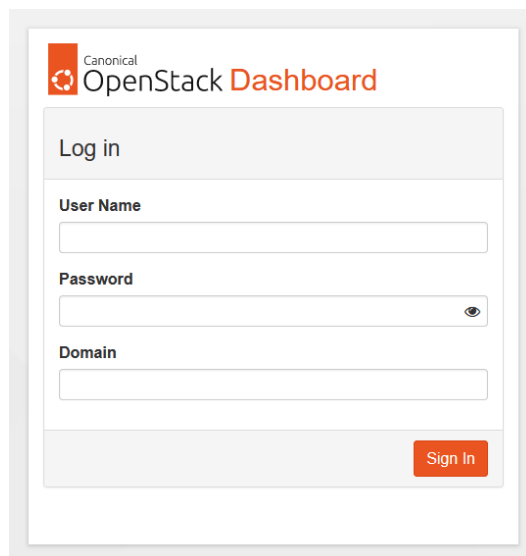 Canonical
OpenStack Dashboard
Log in
User Name
Password
Domain
Sign In